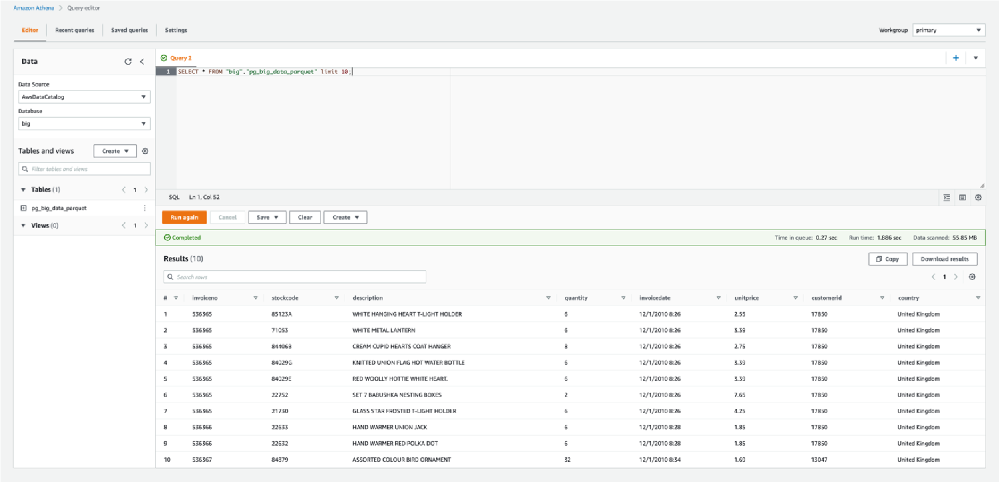 Amazon Athena > Query editor
Editor Recent queries Saved queries Settings Workgroup primary
Data
Data Source
AwsDataCatalog
Database
big
Tables and views Create
Filter tables and views
Tables (1) < 1 >
pg_big_data_parquet
Views (0) < 1 >
Query 2
1 SELECT * FROM "big"."pg_big_data_parquet" limit 10;
SQL Ln 1, Col 52
Run again Cancel Save Clear Create
Completed Time in queue: 0.27 sec Run time: 1.886 sec Data scanned: 55.85 MB
Results (10) Copy Download results
Search rows < 1 >
# invoiceno stockcode description quantity invoicedate unitprice customerid country
1 536365 85123A WHITE HANGING HEART T-LIGHT HOLDER 6 12/1/2010 8:26 2.55 17850 United Kingdom
2 536365 71053 WHITE METAL LANTERN 6 12/1/2010 8:26 3.39 17850 United Kingdom
3 536365 84406B CREAM CUPID HEARTS COAT HANGER 8 12/1/2010 8:26 2.75 17850 United Kingdom
4 536365 84029G KNITTED UNION FLAG HOT WATER BOTTLE 6 12/1/2010 8:26 3.39 17850 United Kingdom
5 536365 84029E RED WOOLLY HOTTIE WHITE HEART. 6 12/1/2010 8:26 3.39 17850 United Kingdom
6 536365 22752 SET 7 BABUSHKA NESTING BOXES 2 12/1/2010 8:26 7.65 17850 United Kingdom
7 536365 21730 GLASS STAR FROSTED T-LIGHT HOLDER 6 12/1/2010 8:26 4.25 17850 United Kingdom
8 536366 22633 HAND WARMER UNION JACK 6 12/1/2010 8:28 1.85 17850 United Kingdom
9 536366 22632 HAND WARMER RED POLKA DOT 6 12/1/2010 8:28 1.85 17850 United Kingdom
10 536367 84879 ASSORTED COLOUR BIRD ORNAMENT 32 12/1/2010 8:34 1.69 13047 United Kingdom